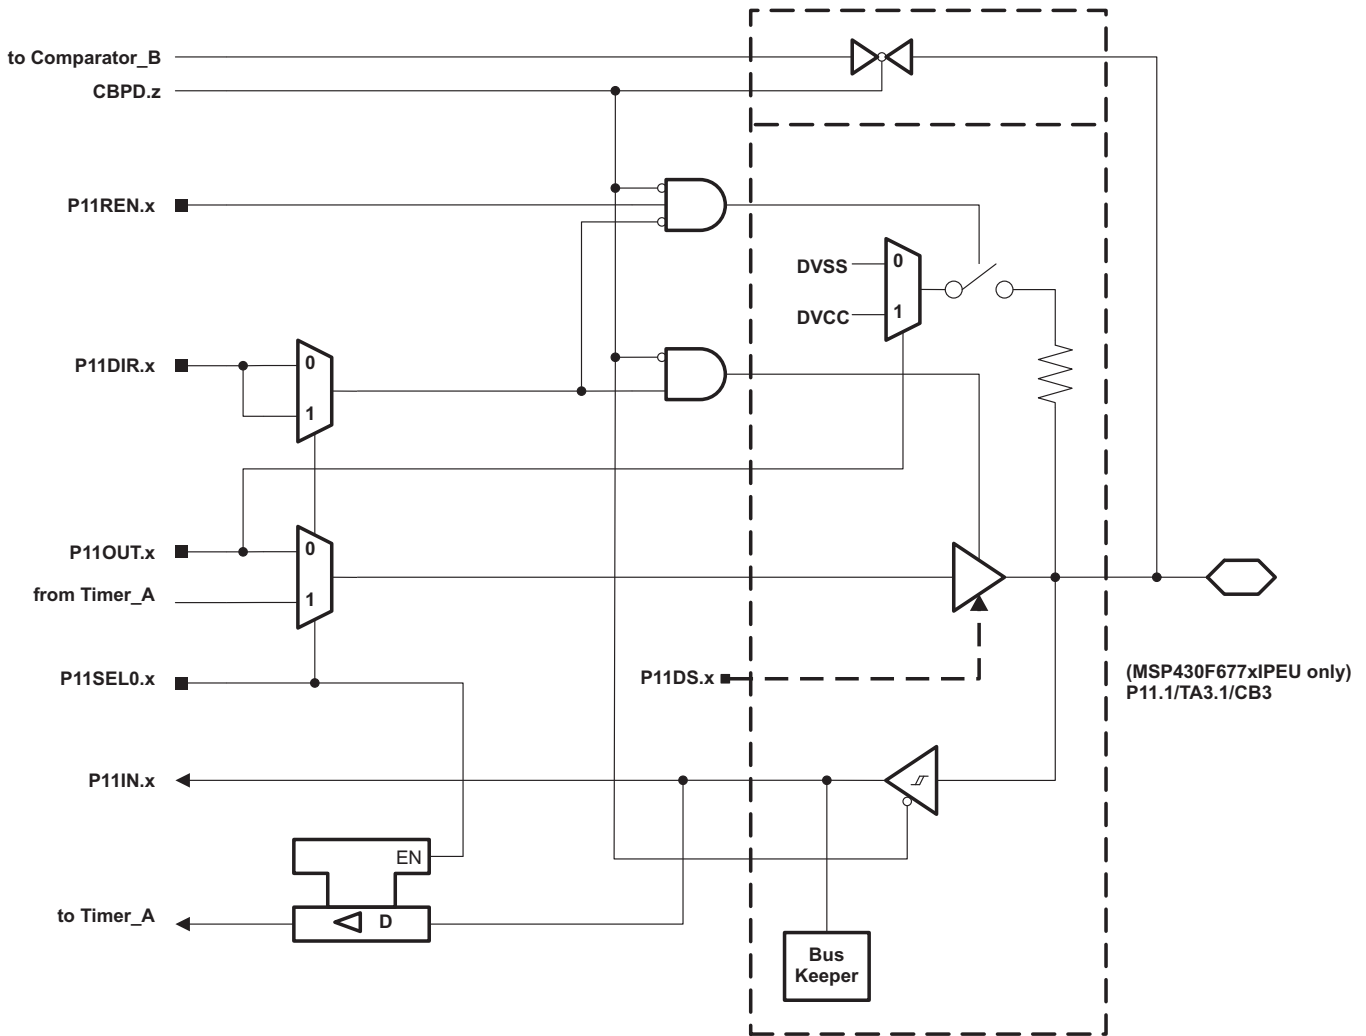 to Comparator_B
CBPD.z
P11REN.x
DVSS
0
DVCC
1
P11DIR.x
0
1
P11OUT.x
0
from Timer_A
1
P11SEL0.x
P11DS.x
(MSP430F677xIPEU only)
P11.1/TA3.1/CB3
P11IN.x
EN
to Timer_A
D
Bus
Keeper